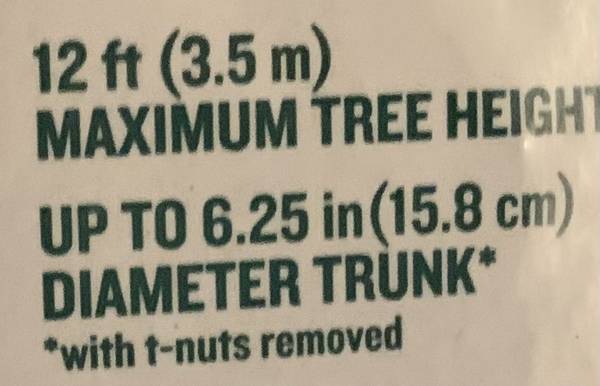 12 ft (3.5 m)
MAXIMUM TREE HEIGHT
UP TO 6.25 in (15.8 cm)
DIAMETER TRUNK*
*with t-nuts removed